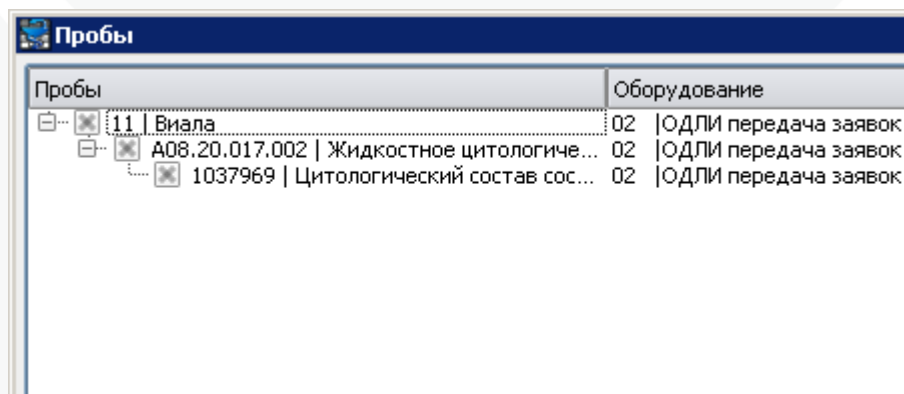 Пробы
Пробы Оборудование
11 | Виала 02 |ОДЛИ передача заявок
A08.20.017.002 | Жидкостное цитологиче... 02 |ОДЛИ передача заявок
1037969 | Цитологический состав сос... 02 |ОДЛИ передача заявок